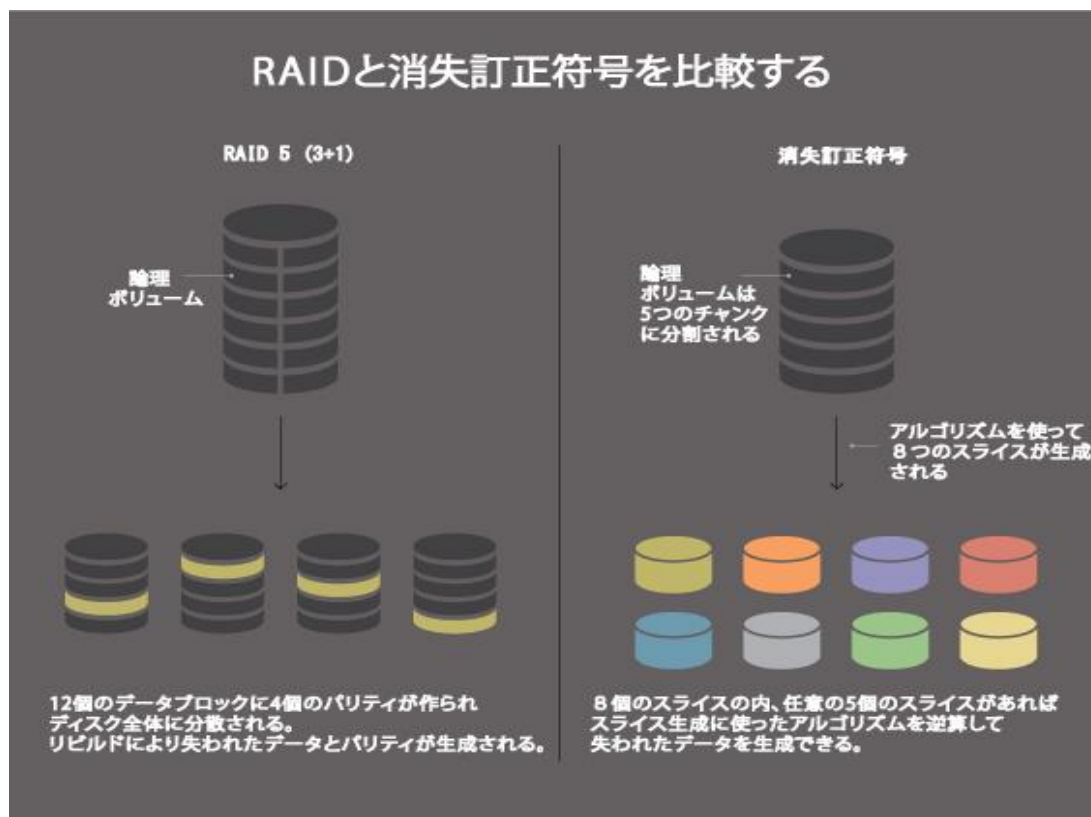 RAIDと消失訂正符号を比較する
RAID 5 (3+1)
論理
ボリューム
12個のデータブロックに4個のパリティが作られ
ディスク全体に分散される。
リビルドにより失われたデータとパリティが生成される。
消失訂正符号
論理
ボリュームは
5つのチャンク
に分割される
アルゴリズムを使って
8つのスライスが生成
される
8個のスライスの内、任意の5個のスライスがあれば
スライス生成に使ったアルゴリズムを逆算して
失われたデータを生成できる。